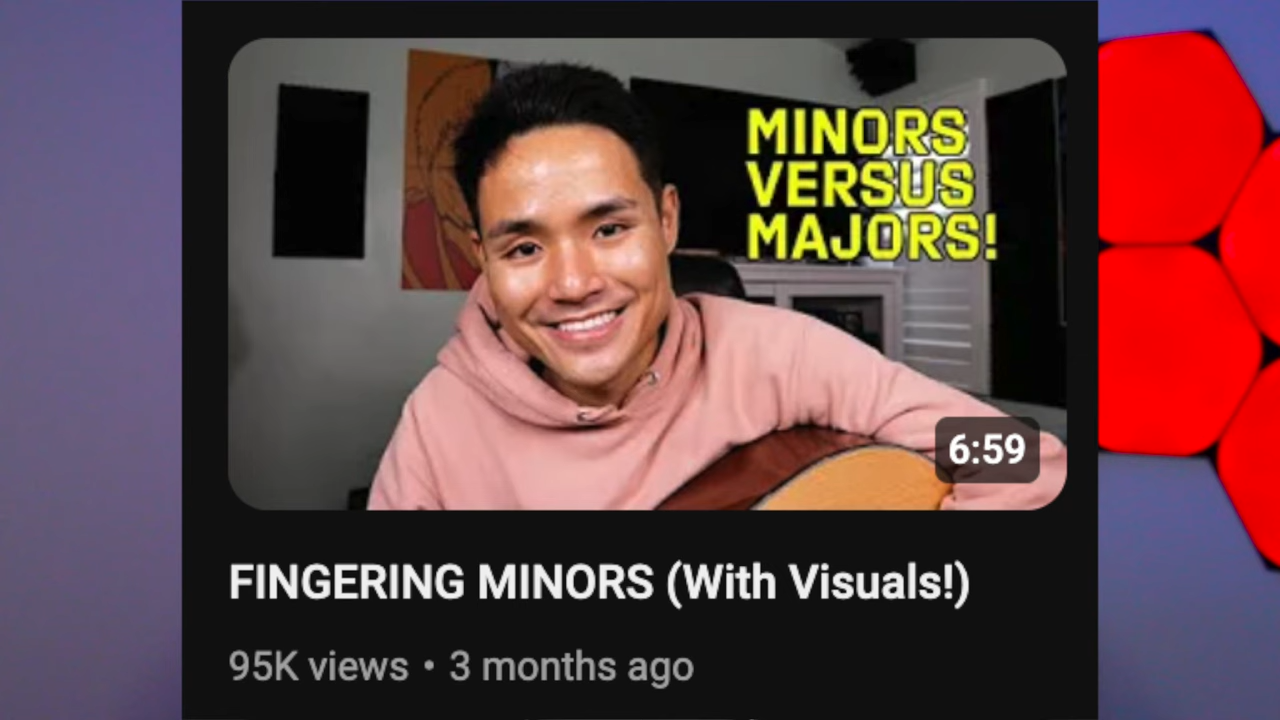 MINORS
VERSUS
MAJORS!
6:59
FINGERING MINORS (With Visuals!)
95K views • 3 months ago